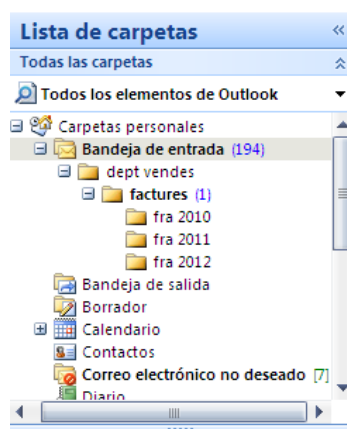 Lista de carpetas
Todas las carpetas
Todos los elementos de Outlook
Carpetas personales
Bandeja de entrada (194)
dept vendes
factures (1)
fra 2010
fra 2011
fra 2012
Bandeja de salida
Borrador
Calendario
Contactos
Correo electrónico no deseado [7]
Diario